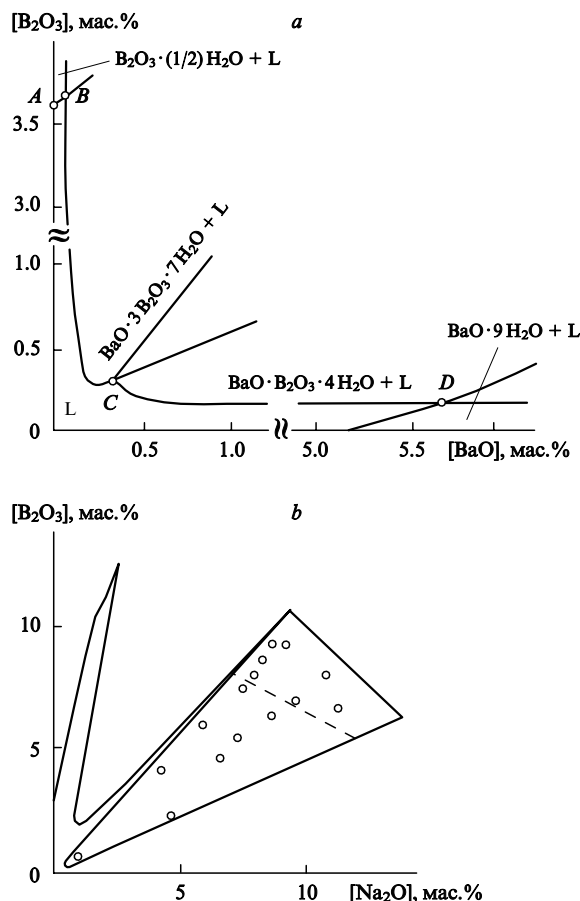 [B₂O₃], мас.%
a
B₂O₃·(1/2)H₂O + L
A
B
3.5
3.0
1.0
BaO·3B₂O₃·7H₂O + L
BaO·9H₂O + L
0.5
BaO·B₂O₃·4H₂O + L
D
L
C
0
0.5
1.0
5.0
5.5
[BaO], мас.%
[B₂O₃], мас.%
b
10
5
0
5
10
[Na₂O], мас.%